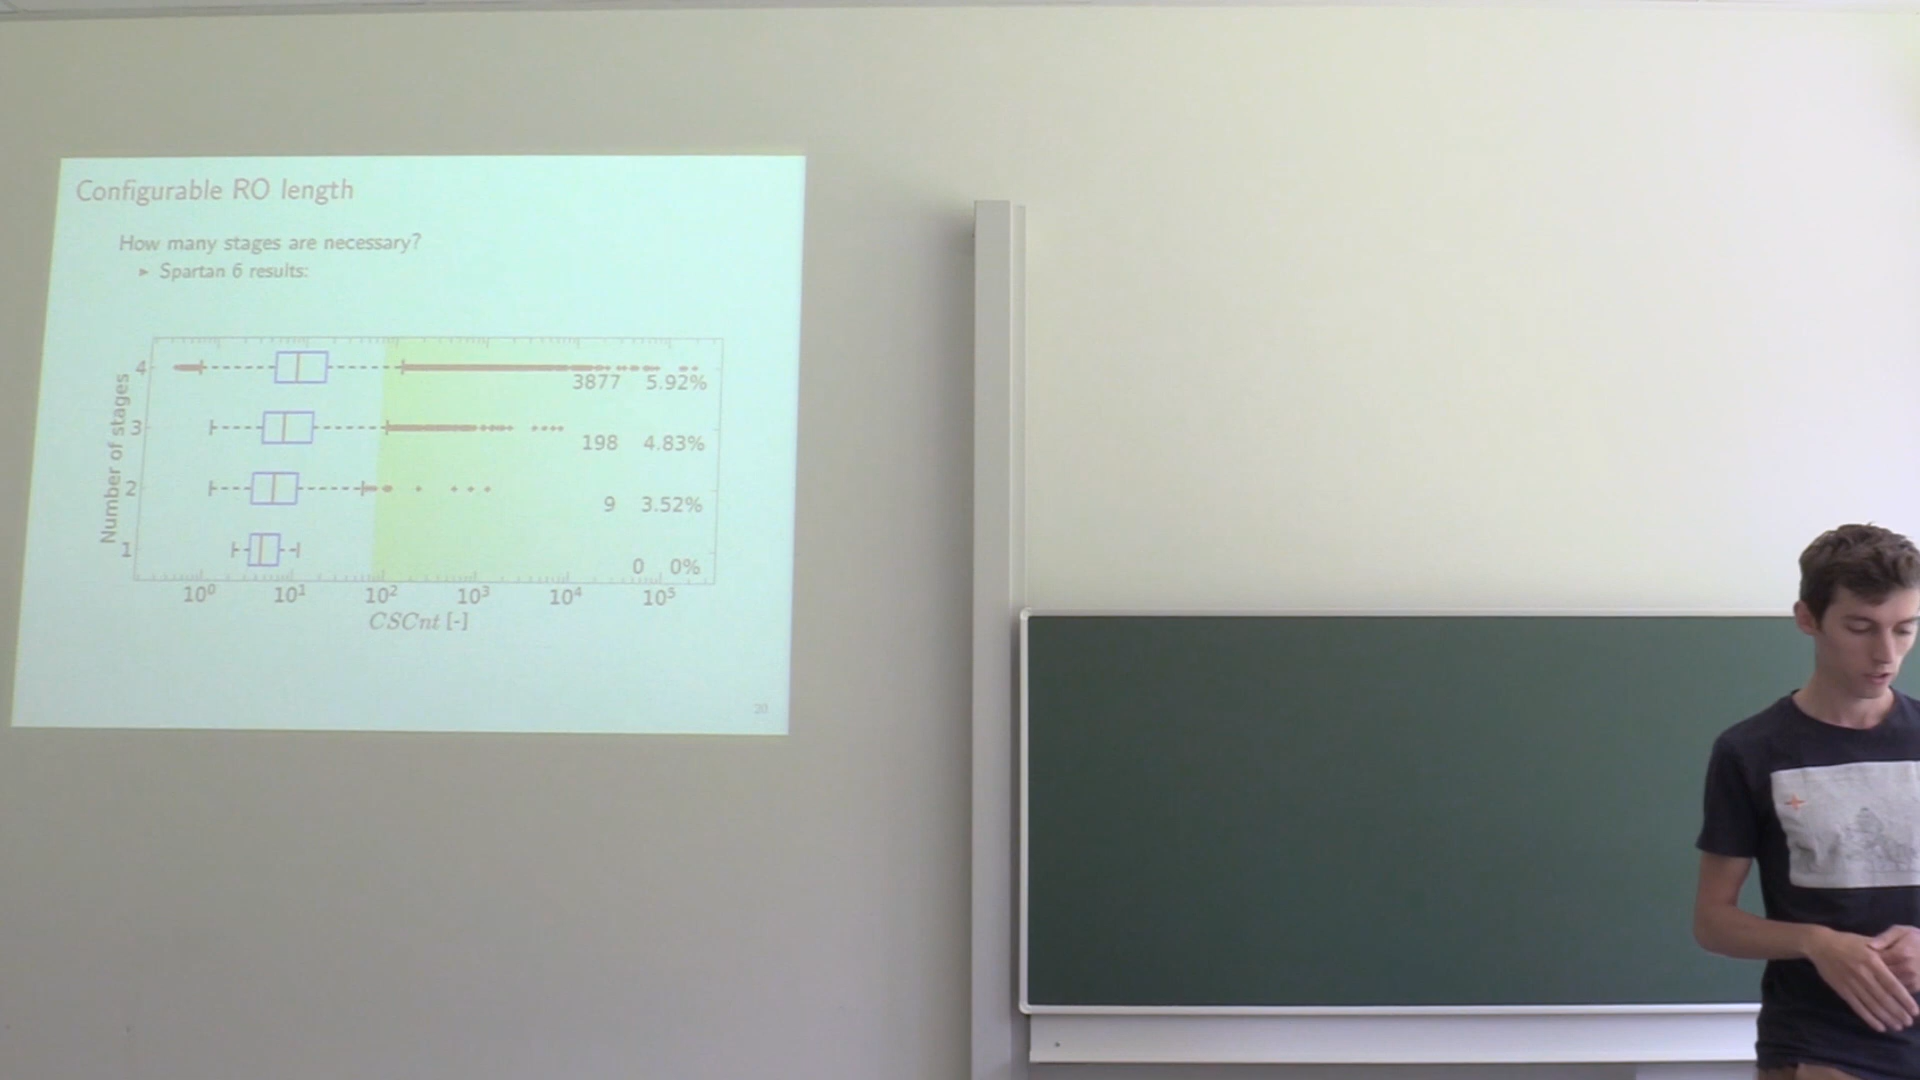 Configurable RO length
How many stages are necessary?
▸ Spartan 6 results:
Number of stages
4
3877 5.92%
3
198 4.83%
2
9 3.52%
1
0 0%
10⁰ 10¹ 10² 10³ 10⁴ 10⁵
CSCnt [-]
20